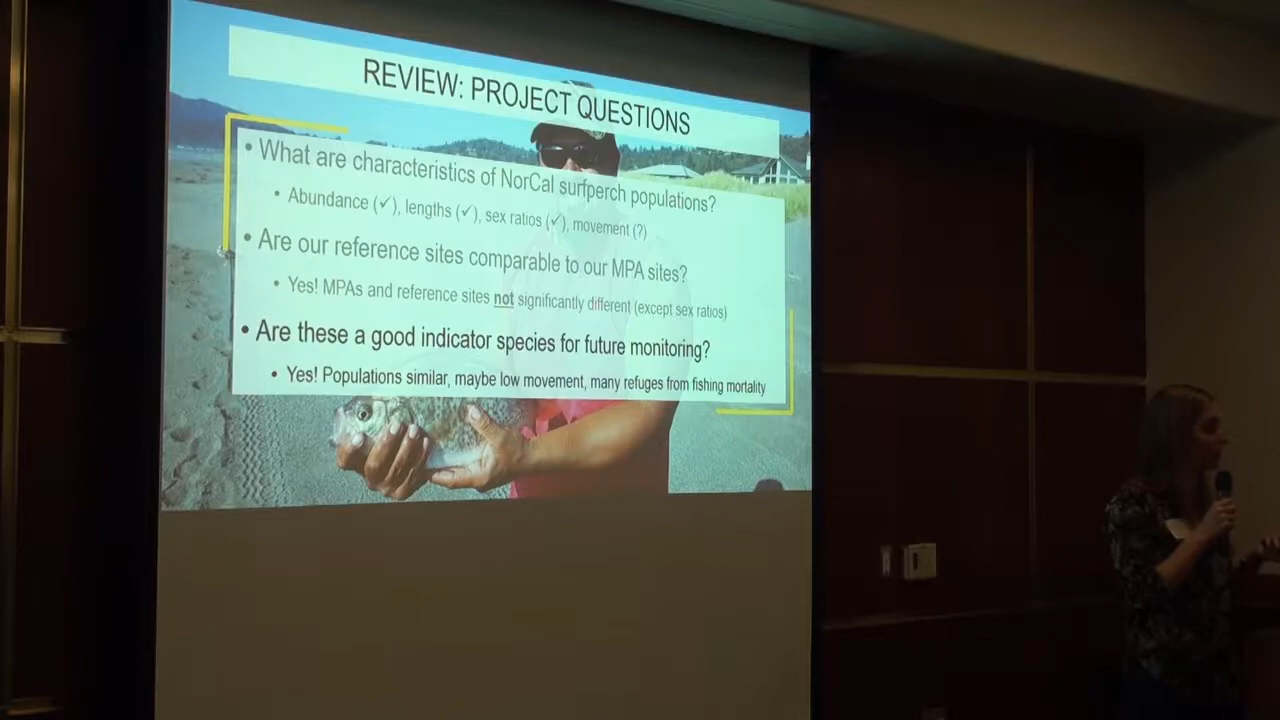 REVIEW: PROJECT QUESTIONS
• What are characteristics of NorCal surfperch populations?
• Abundance (✓), lengths (✓), sex ratios (✓), movement (?)
• Are our reference sites comparable to our MPA sites?
• Yes! MPAs and reference sites not significantly different (except sex ratios)
• Are these a good indicator species for future monitoring?
• Yes! Populations similar, maybe low movement, many refuges from fishing mortality